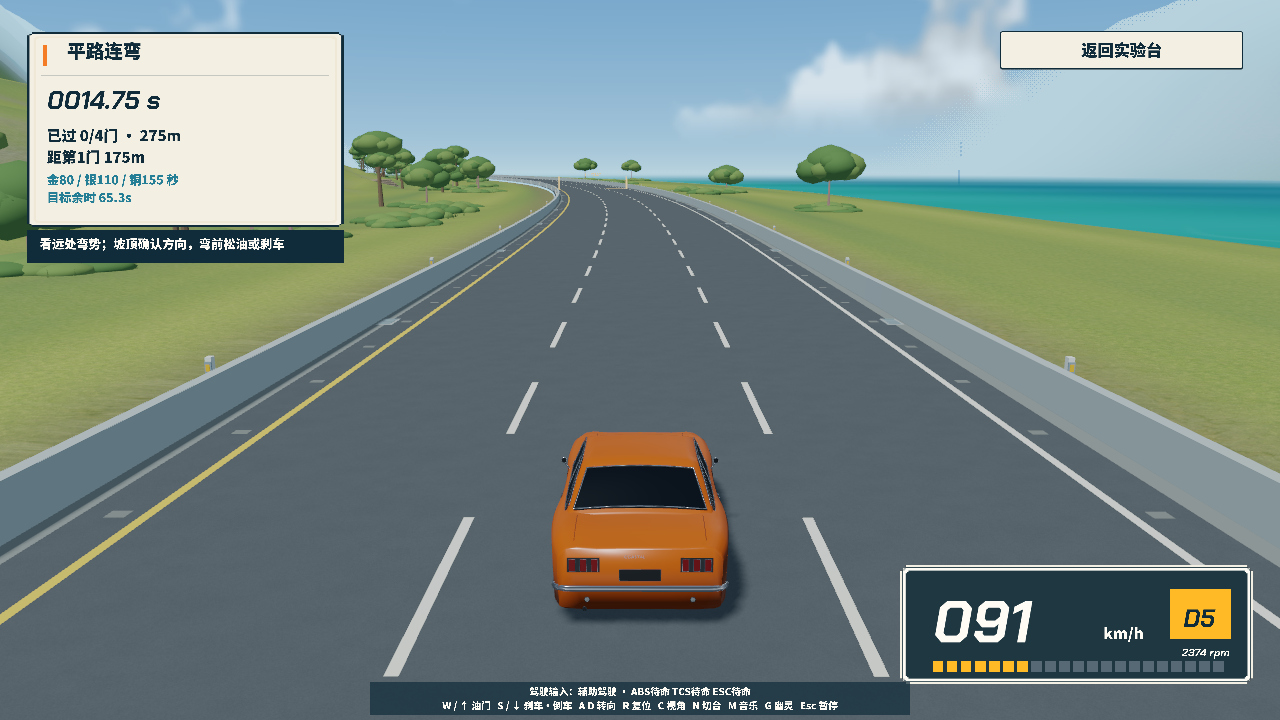 平路连弯
返回实验台
0014.75 s
已过 0/4门 · 275m
距第1门 175m
金80 / 银110 / 铜155 秒
目标余时 65.3s
看远处弯势；坡顶确认方向，弯前松油或刹车
091
km/h
D5
2374 rpm
驾驶输入：辅助驾驶 · ABS待命 TCS待命 ESC待命
W / ↑ 油门 S / ↓ 刹车·倒车 A D 转向 R 复位 C 视角 N 切台 M 音乐 G 幽灵 Esc 暂停